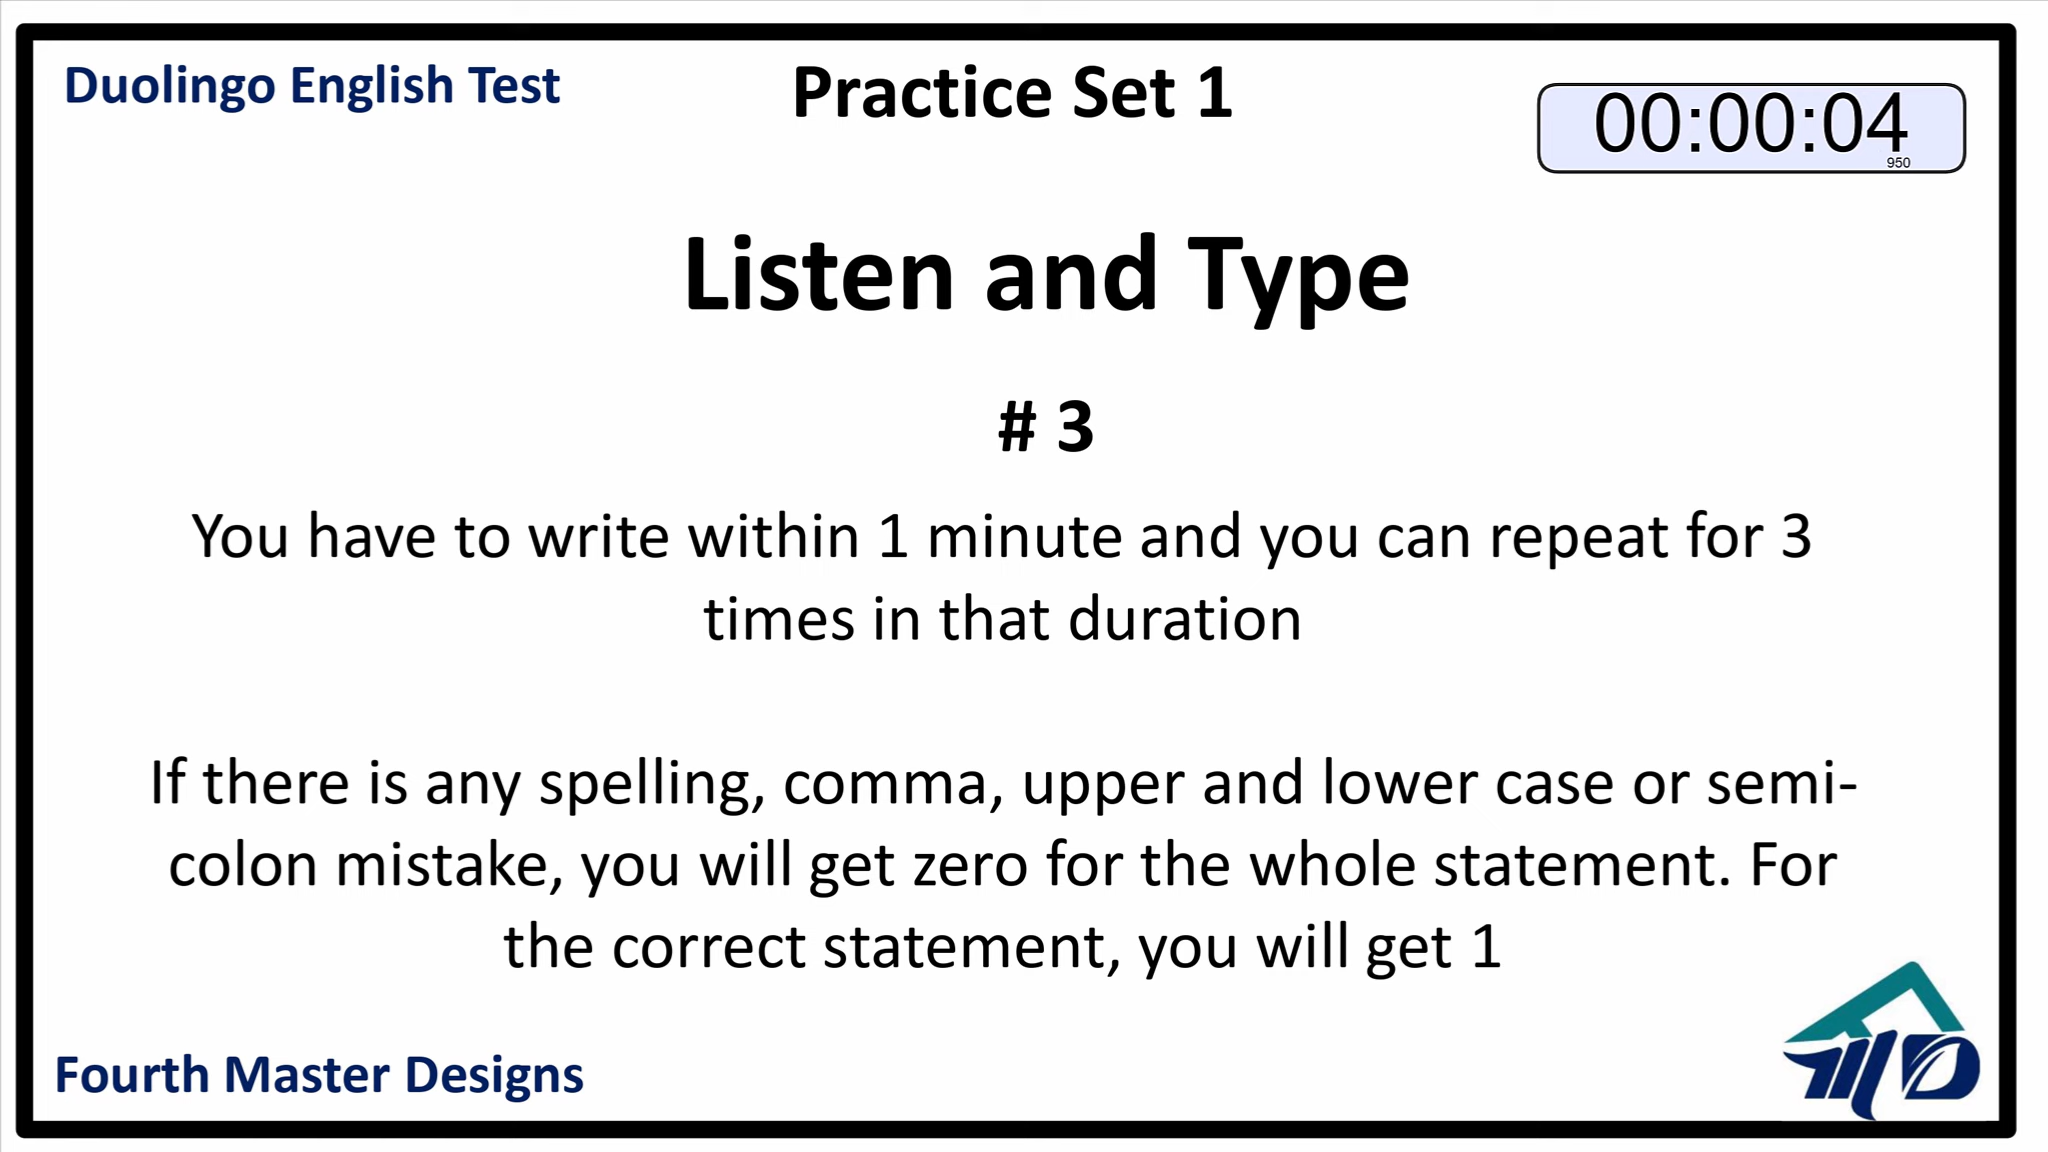 Duolingo English Test
Practice Set 1
00:00:04
950
Listen and Type
# 3
You have to write within 1 minute and you can repeat for 3
times in that duration
If there is any spelling, comma, upper and lower case or semi-
colon mistake, you will get zero for the whole statement. For
the correct statement, you will get 1
Fourth Master Designs